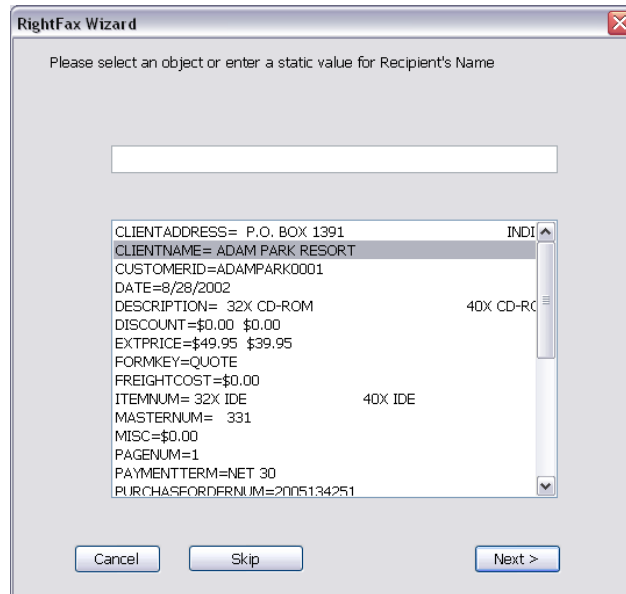 RightFax Wizard
Please select an object or enter a static value for Recipient's Name
CLIENTADDRESS= P.O. BOX 1391 INDI
CLIENTNAME= ADAM PARK RESORT
CUSTOMERID=ADAMPARK0001
DATE=8/28/2002
DESCRIPTION= 32X CD-ROM 40X CD-RO
DISCOUNT=$0.00 $0.00
EXTPRICE=$49.95 $39.95
FORMKEY=QUOTE
FREIGHTCOST=$0.00
ITEMNUM= 32X IDE 40X IDE
MASTERNUM= 331
MISC=$0.00
PAGENUM=1
PAYMENTTERM=NET 30
PURCHASEORDERNUM=2005134251
Cancel Skip Next >